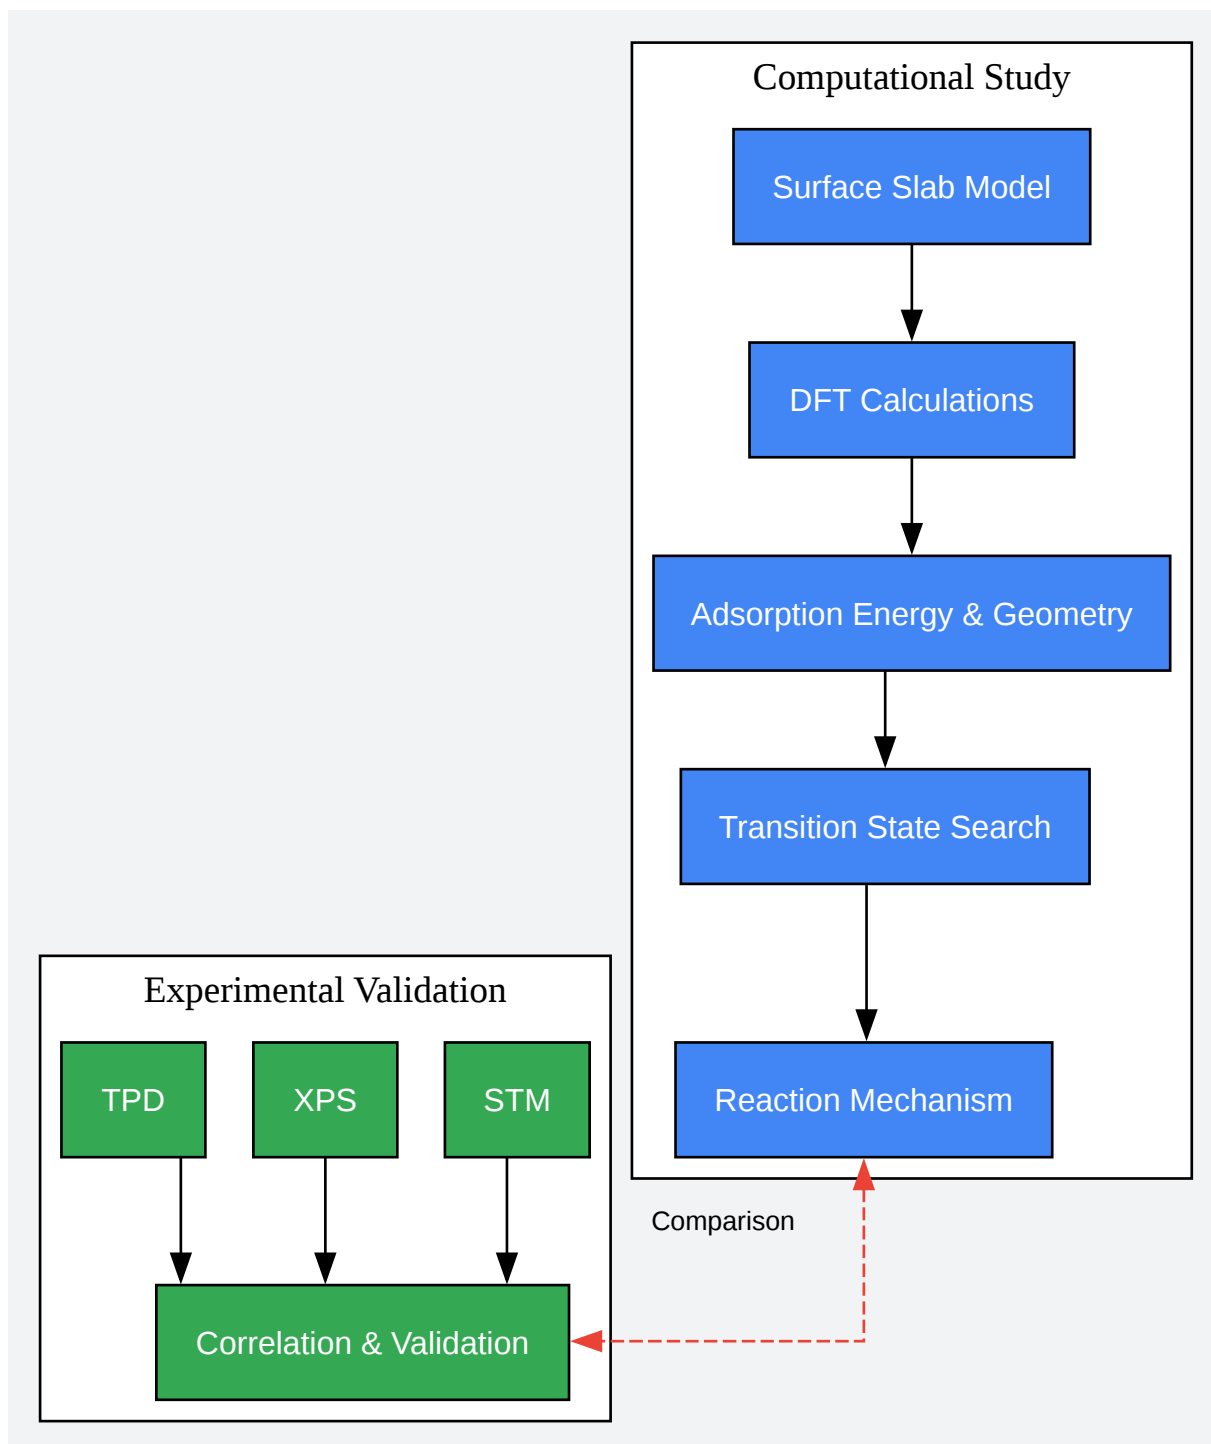 Computational Study
Surface Slab Model
DFT Calculations
Adsorption Energy & Geometry
Transition State Search
Reaction Mechanism
Experimental Validation
TPD
XPS
STM
Correlation & Validation
Comparison